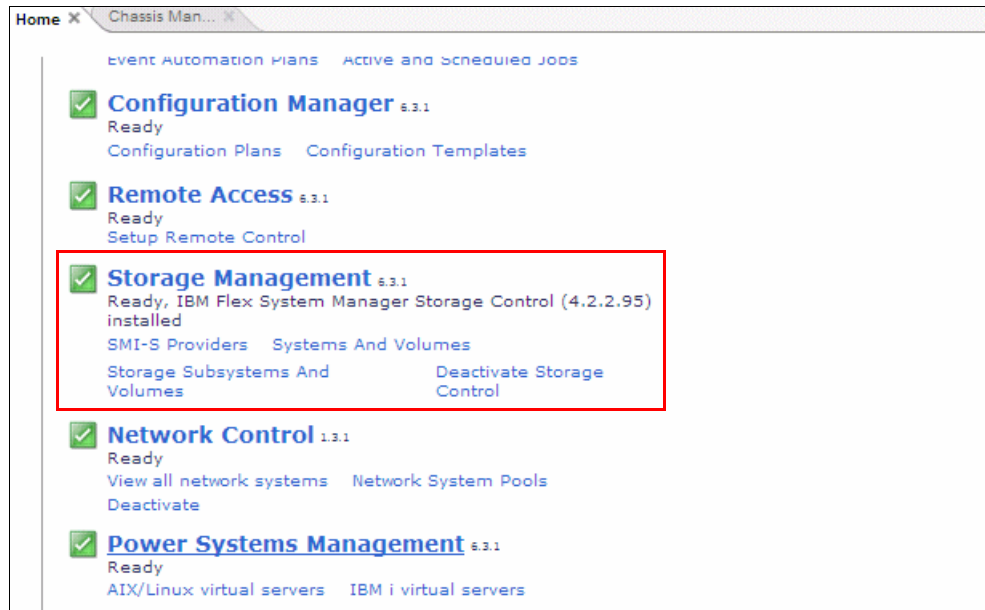 Home Chassis Man...
Event Automation Plans Active and Scheduled Jobs
Configuration Manager 6.3.1
Ready
Configuration Plans Configuration Templates
Remote Access 6.3.1
Ready
Setup Remote Control
Storage Management 6.3.1
Ready, IBM Flex System Manager Storage Control (4.2.2.95)
installed
SMI-S Providers Systems And Volumes
Storage Subsystems And Deactivate Storage
Volumes Control
Network Control 1.3.1
Ready
View all network systems Network System Pools
Deactivate
Power Systems Management 6.3.1
Ready
AIX/Linux virtual servers IBM i virtual servers